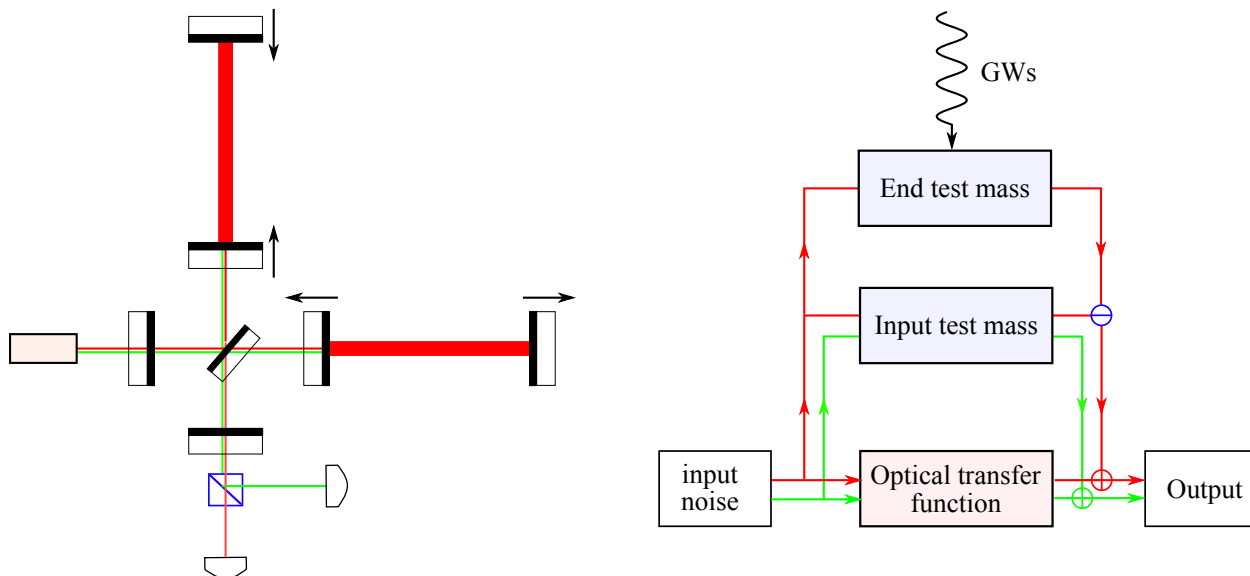 GWs
End test mass
Input test mass
input
noise
Optical transfer
function
Output